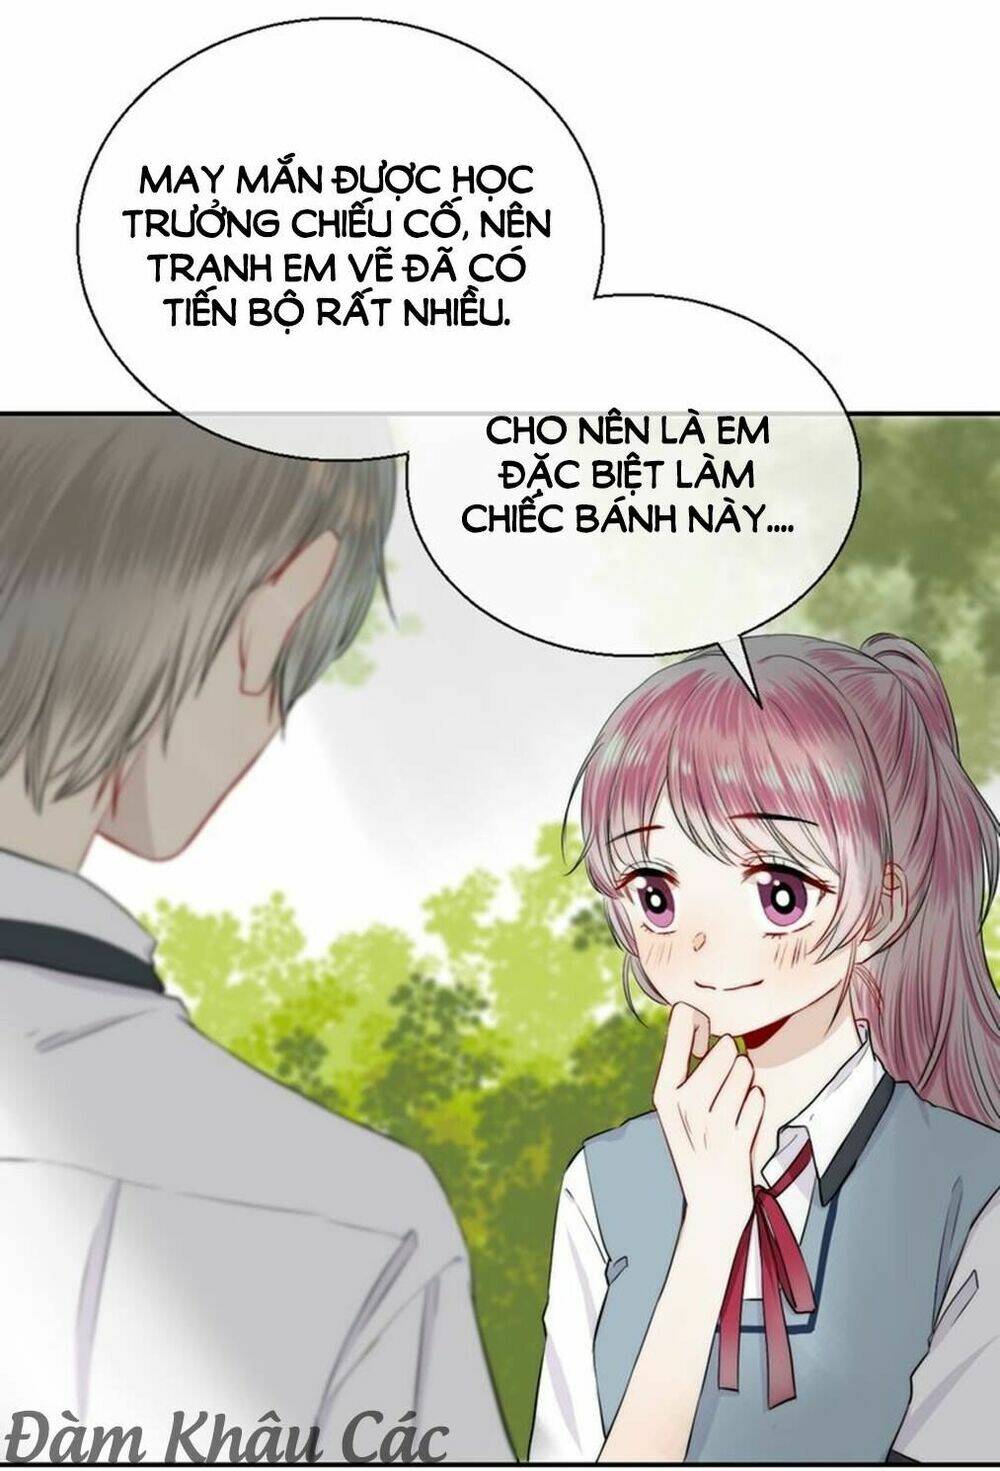 MAY MẮN ĐƯỢC HỌC
TRƯỞNG CHIẾU CỐ, NÊN
TRANH EM VẼ ĐÃ CÓ
TIẾN BỘ RẤT NHIỀU.
CHO NÊN LÀ EM
ĐẶC BIỆT LÀM
CHIẾC BÁNH NÀY....
Đàm Khâu Các